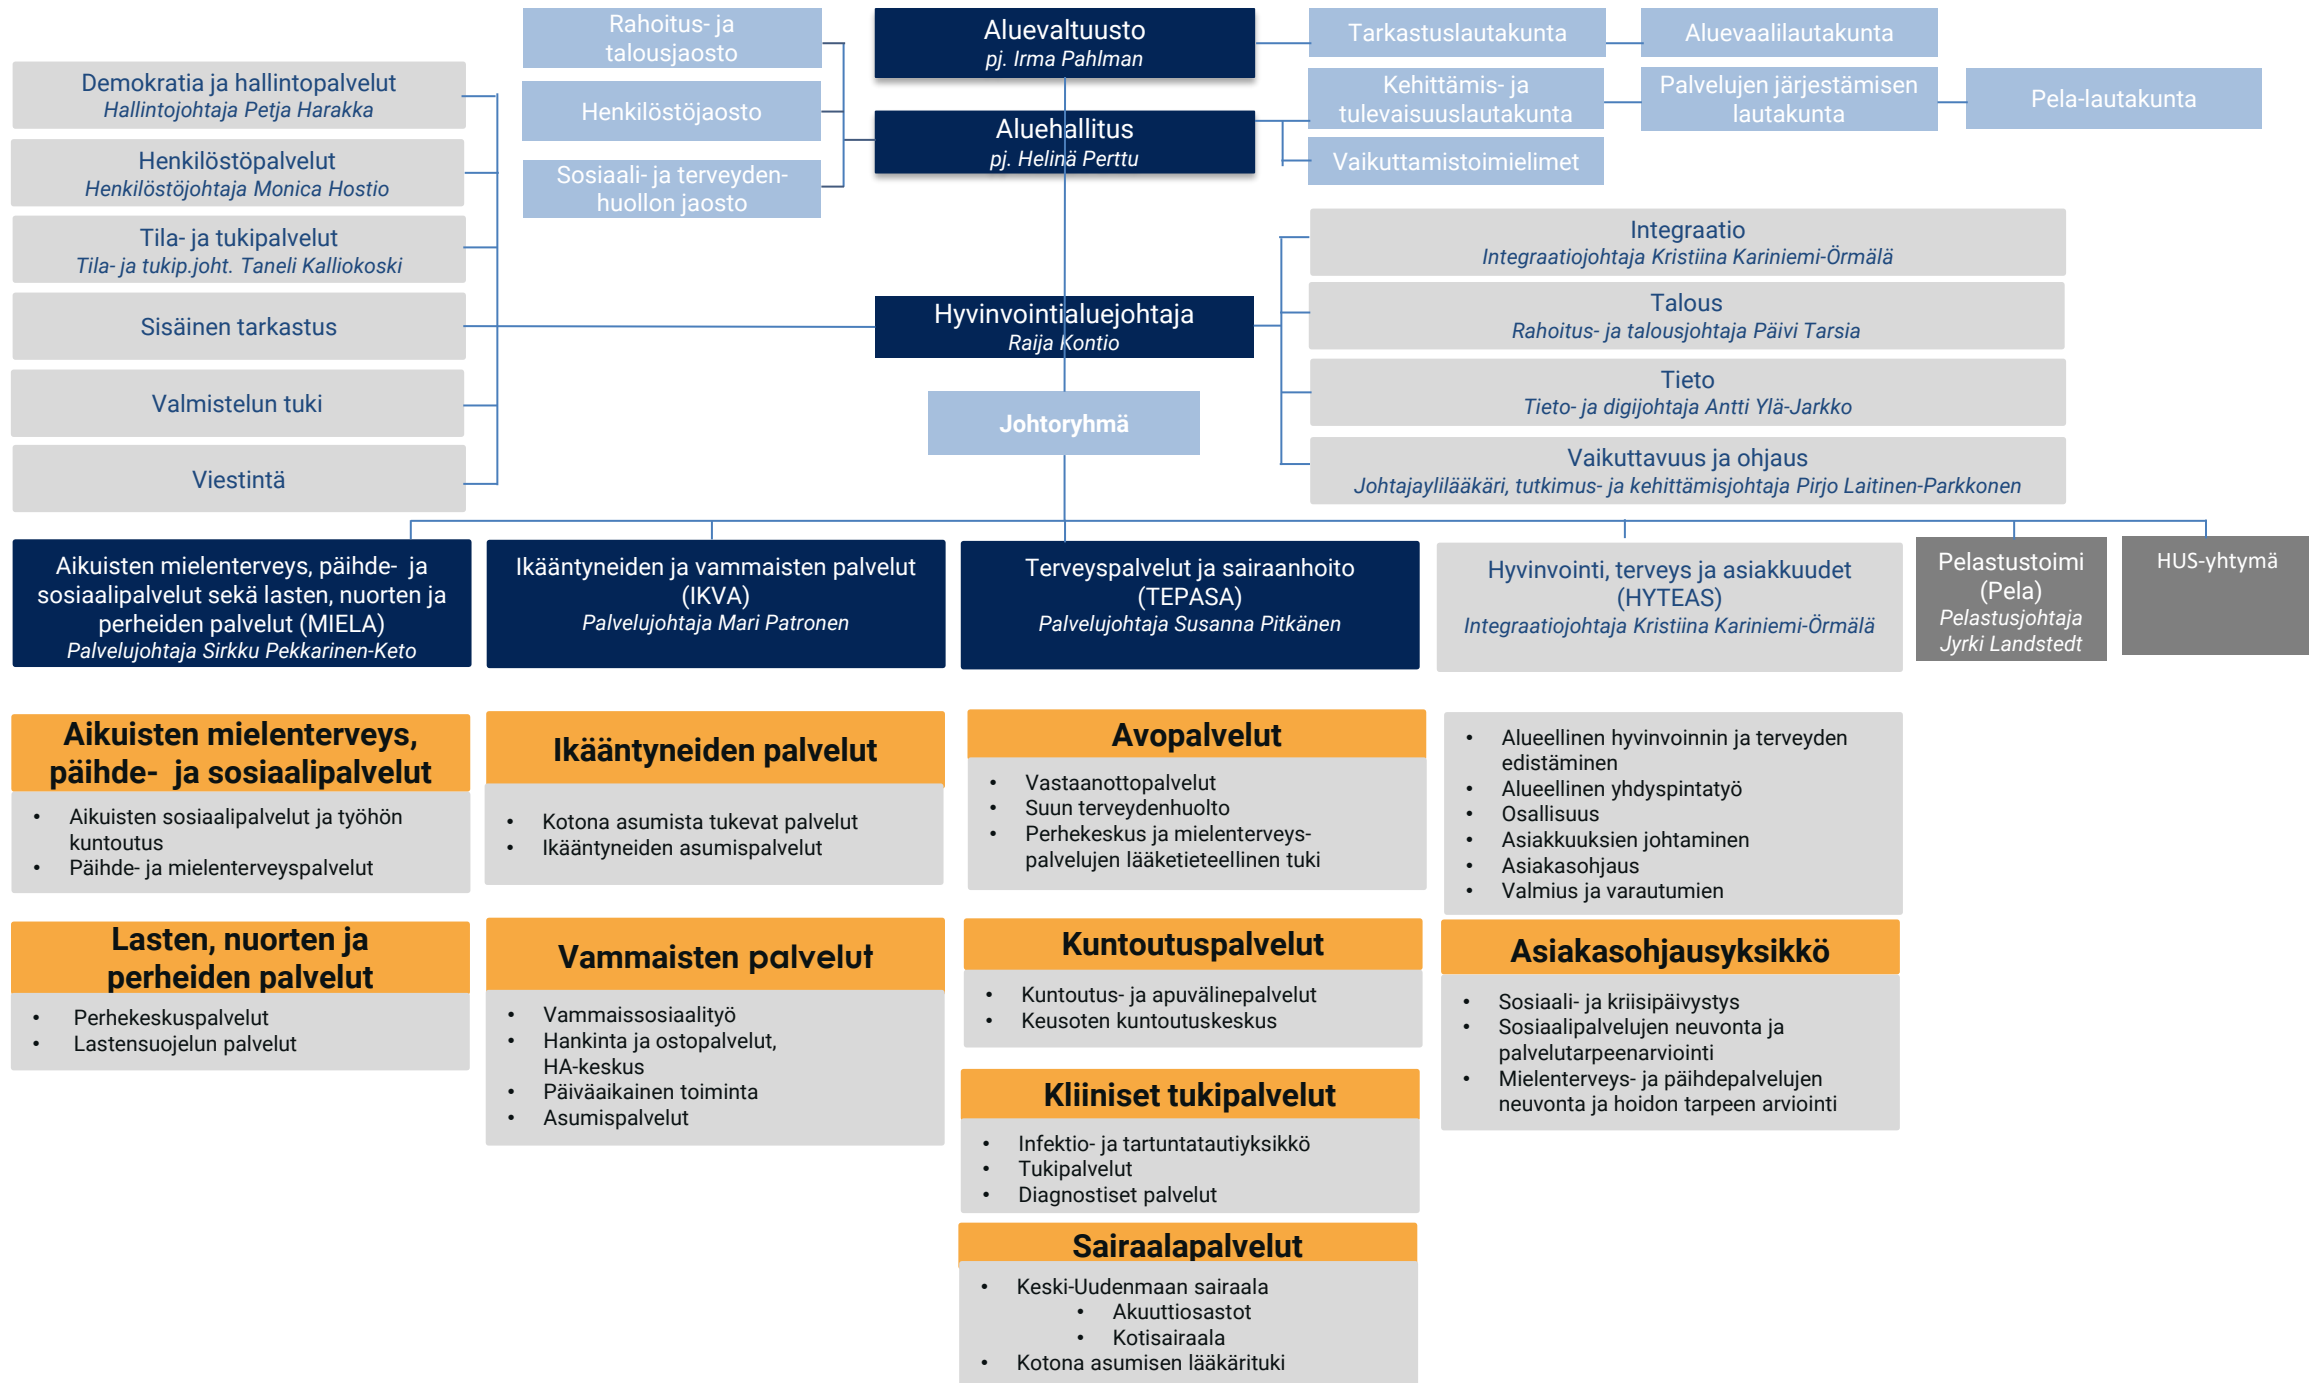 Aluevaltuusto
pj. Irma Pahlman
Rahoitus- ja
talousjaosto
Henkilöstöjaosto
Sosiaali- ja terveyden-
huollon jaosto
Aluehallitus
pj. Helinä Perttu
Tarkastuslautakunta
Aluevaalilautakunta
Kehittämis- ja
tulevaisuuslautakunta
Palvelujen järjestämisen
lautakunta
Pela-lautakunta
Vaikuttamistoimielimet
Demokratia ja hallintopalvelut
Hallintojohtaja Petja Harakka
Henkilöstöpalvelut
Henkilöstöjohtaja Monica Hostio
Tila- ja tukipalvelut
Tila- ja tukip.joht. Taneli Kalliokoski
Sisäinen tarkastus
Valmistelun tuki
Viestintä
Hyvinvointialuejohtaja
Raija Kontio
Johtoryhmä
Integraatio
Integraatiojohtaja Kristiina Kariniemi-Örmälä
Talous
Rahoitus- ja talousjohtaja Päivi Tarsia
Tieto
Tieto- ja digijohtaja Antti Ylä-Jarkko
Vaikuttavuus ja ohjaus
Johtajaylilääkäri, tutkimus- ja kehittämisjohtaja Pirjo Laitinen-Parkkonen
Aikuisten mielenterveys, päihde- ja
sosiaalipalvelut sekä lasten, nuorten ja
perheiden palvelut (MIELA)
Palvelujohtaja Sirkku Pekkarinen-Keto
Ikääntyneiden ja vammaisten palvelut
(IKVA)
Palvelujohtaja Mari Patronen
Terveyspalvelut ja sairaanhoito
(TEPASA)
Palvelujohtaja Susanna Pitkänen
Hyvinvointi, terveys ja asiakkuudet
(HYTEAS)
Integraatiojohtaja Kristiina Kariniemi-Örmälä
Pelastustoimi
(Pela)
Pelastusjohtaja
Jyrki Landstedt
HUS-yhtymä
Aikuisten mielenterveys,
päihde- ja sosiaalipalvelut
• Aikuisten sosiaalipalvelut ja työhön
kuntoutus
• Päihde- ja mielenterveyspalvelut
Lasten, nuorten ja
perheiden palvelut
• Perhekeskuspalvelut
• Lastensuojelun palvelut
Ikääntyneiden palvelut
• Kotona asumista tukevat palvelut
• Ikääntyneiden asumispalvelut
Vammaisten palvelut
• Vammaissosiaalityö
• Hankinta ja ostopalvelut,
HA-keskus
• Päiväaikainen toiminta
• Asumispalvelut
Avopalvelut
• Vastaanottopalvelut
• Suun terveydenhuolto
• Perhekeskus ja mielenterveys-
palvelujen lääketieteellinen tuki
Kuntoutuspalvelut
• Kuntoutus- ja apuvälinepalvelut
• Keusoten kuntoutuskeskus
Kliiniset tukipalvelut
• Infektio- ja tartuntatautiyksikkö
• Tukipalvelut
• Diagnostiset palvelut
Sairaalapalvelut
• Keski-Uudenmaan sairaala
• Akuuttiosastot
• Kotisairaala
• Kotona asumisen lääkärituki
• Alueellinen hyvinvoinnin ja terveyden
edistäminen
• Alueellinen yhdyspintatyö
• Osallisuus
• Asiakkuuksien johtaminen
• Asiakasohjaus
• Valmius ja varautumien
Asiakasohjausyksikkö
• Sosiaali- ja kriisipäivystys
• Sosiaalipalvelujen neuvonta ja
palvelutarpeenarviointi
• Mielenterveys- ja päihdepalvelujen
neuvonta ja hoidon tarpeen arviointi